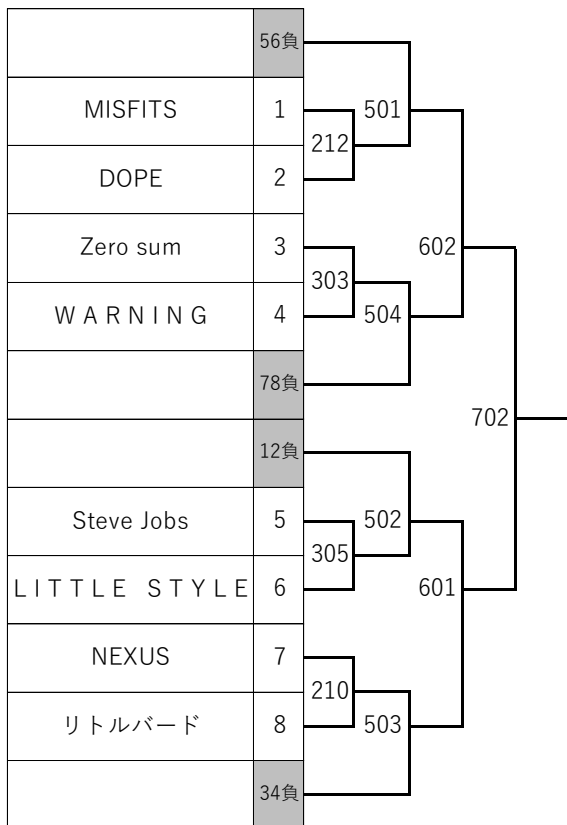 56負
MISFITS 1 501
212
DOPE 2
Zero sum 3 602
303
WARNING 4 504
78負
702
12負
Steve Jobs 5 502
305
LITTLE STYLE 6 601
NEXUS 7
210
リトルバード 8 503
34負